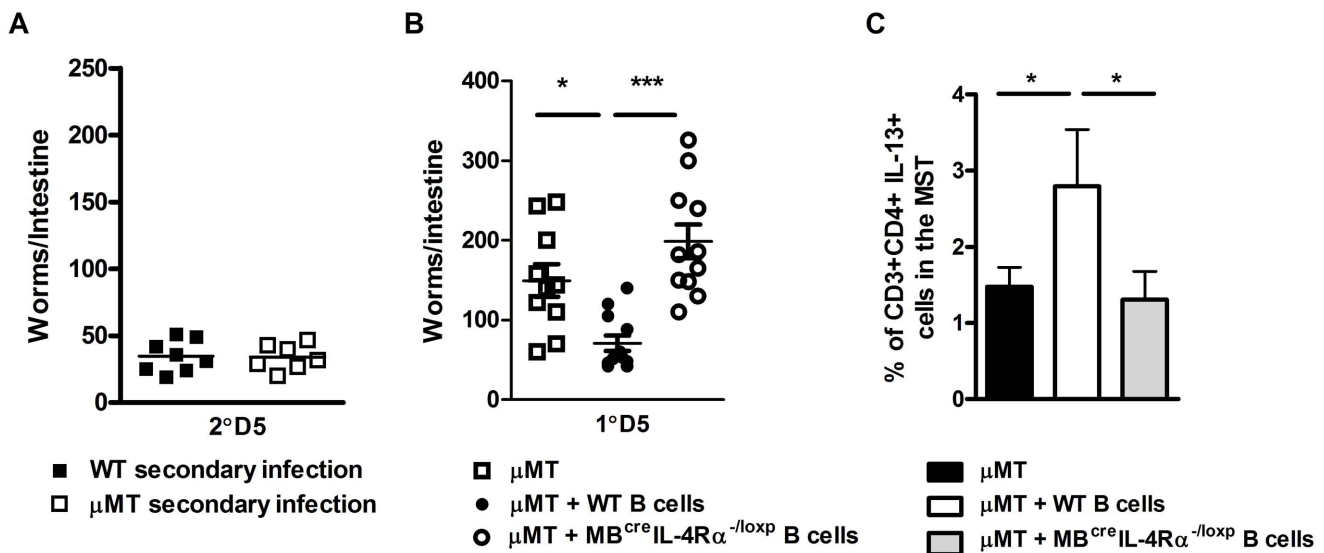 A
Worms/Intestine
250
200
150
100
50
0
2°D5
WT secondary infection
μMT secondary infection
B
Worms/intestine
400
300
200
100
0
* ***
1°D5
μMT
μMT + WT B cells
μMT + MBcreIL-4Rα-/loxp B cells
C
% of CD3+CD4+ IL-13+
cells in the MST
4
3
2
1
0
* *
μMT
μMT + WT B cells
μMT + MBcreIL-4Rα-/loxp B cells